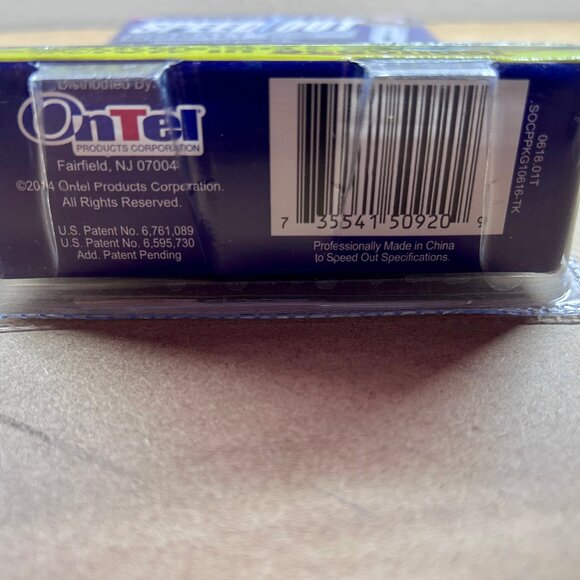 Distributed By:
OnTel
PRODUCTS CORPORATION
Fairfield, NJ 07004
©2014 Ontel Products Corporation.
All Rights Reserved.
U.S. Patent No. 6,761,089
U.S. Patent No. 6,595,730
Add. Patent Pending
7 35541 50920 9
Professionally Made in China
to Speed Out Specifications.
0618.01T
SOCPPKG10616-TK